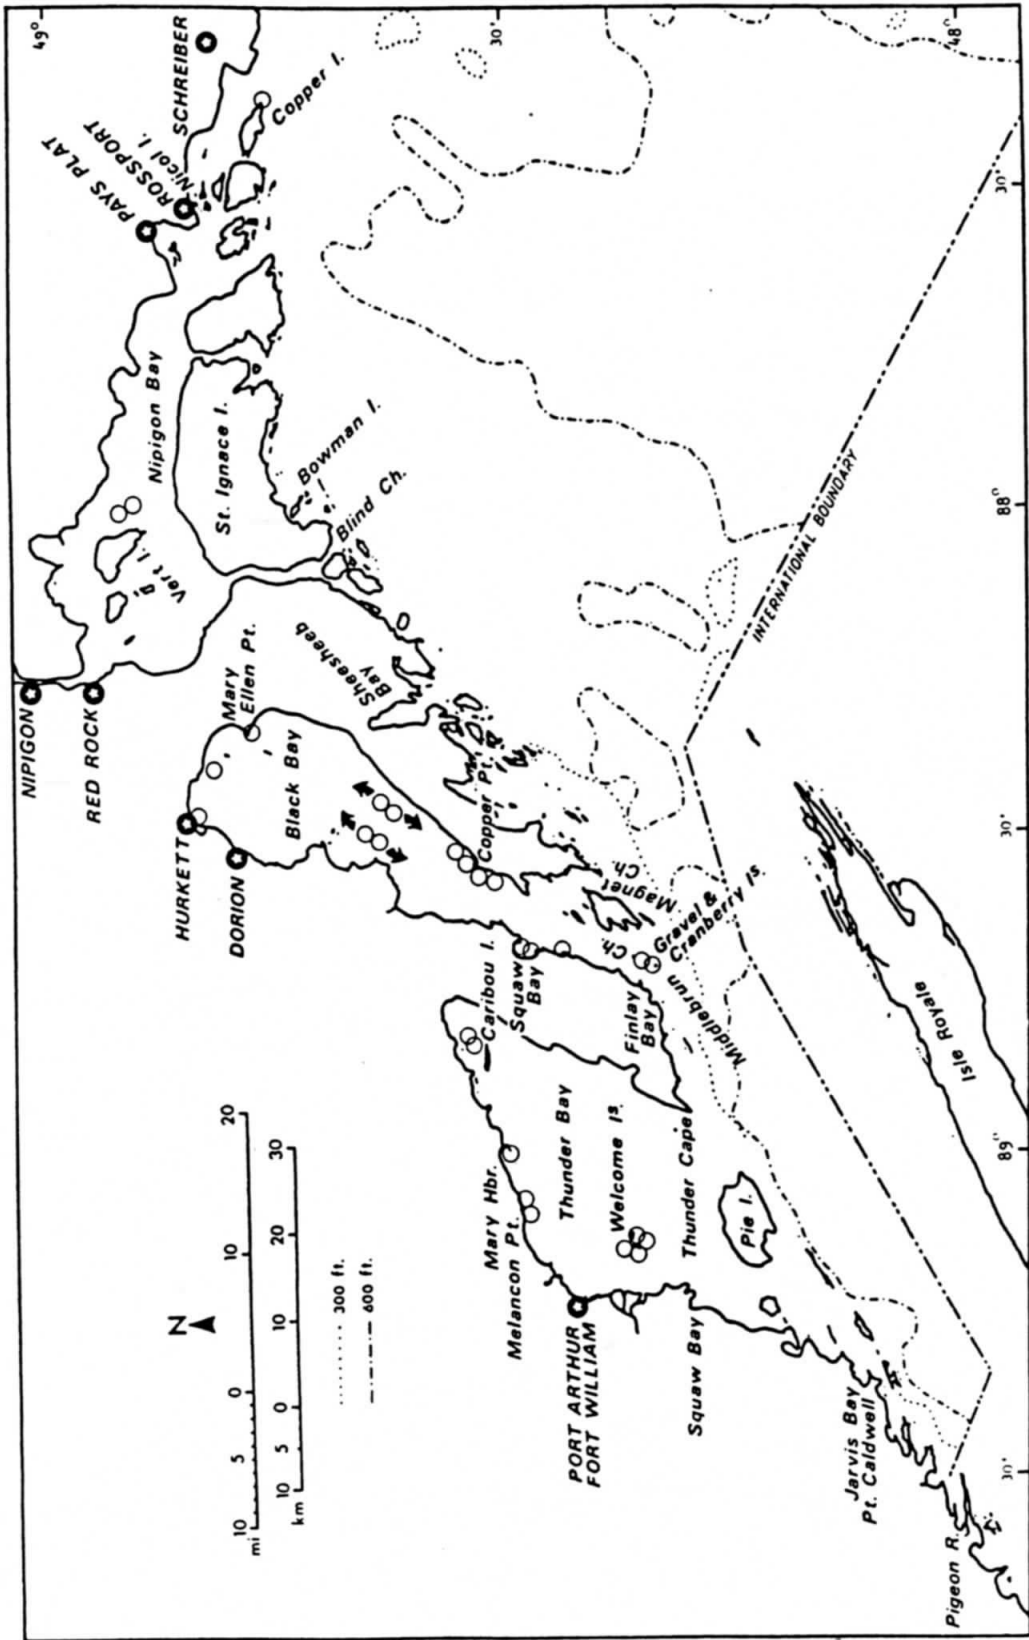 49°
30'
48°
SCHREIBER
Copper I.
Nicol I.
ROSSPORT
PAYS PLAT
30'
Nipigon Bay
St. Ignace I.
Bowman I.
Blind Ch.
Vert I.
88°
INTERNATIONAL BOUNDARY
NIPIGON
RED ROCK
Mary
Ellen Pt.
Sheesheeb
Bay
HURKETT
DORION
Black Bay
Copper Pt.
30'
Magnet
Ch.
Gravel &
Cranberry Is.
Middlebrun Ch.
Caribou I.
Squaw
Bay
Finlay
Bay
Isle Royale
Thunder Bay
Welcome Is.
Thunder Cape
Pie I.
89°
Mary Hbr.
Melancon Pt.
PORT ARTHUR
FORT WILLIAM
Squaw Bay
Jarvis Bay
Pt. Caldwell
30'
Pigeon R.
N
10 5 0 10 20
mi
10 5 0 10 20 30
km
300 ft.
600 ft.